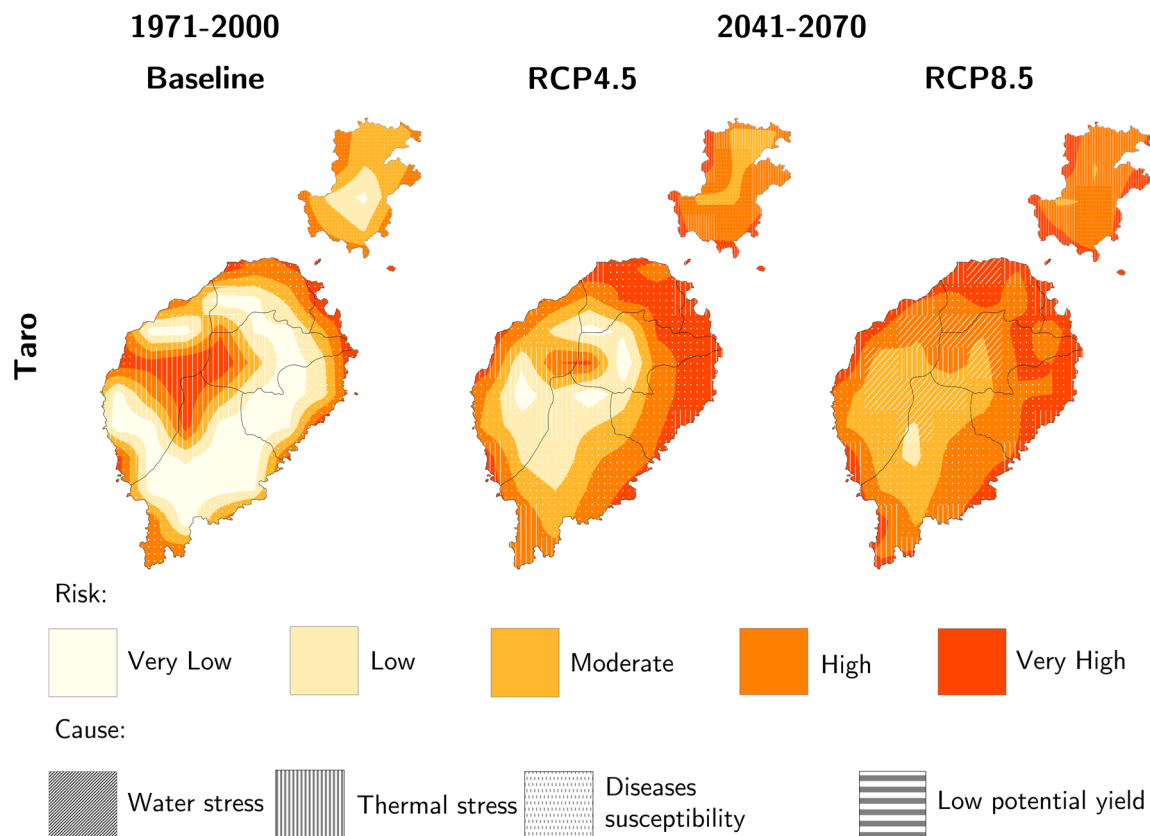 1971-2000
2041-2070
Baseline
RCP4.5
RCP8.5
Taro
Risk:
Very Low
Low
Moderate
High
Very High
Cause:
Water stress
Thermal stress
Diseases
susceptibility
Low potential yield